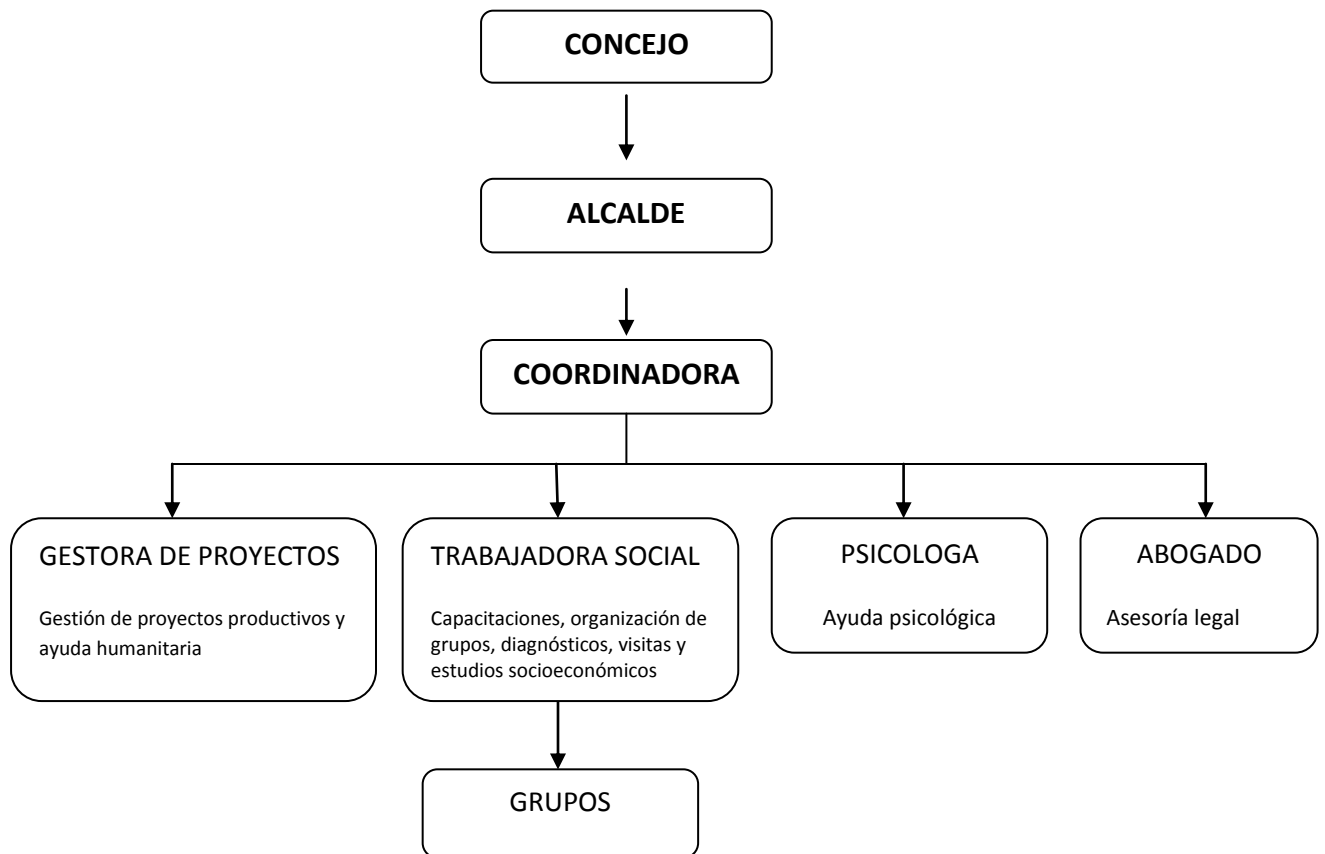 CONCEJO
ALCALDE
COORDINADORA
GESTORA DE PROYECTOS
Gestión de proyectos productivos y
ayuda humanitaria
TRABAJADORA SOCIAL
Capacitaciones, organización de
grupos, diagnósticos, visitas y
estudios socioeconómicos
PSICOLOGA
Ayuda psicológica
ABOGADO
Asesoría legal
GRUPOS